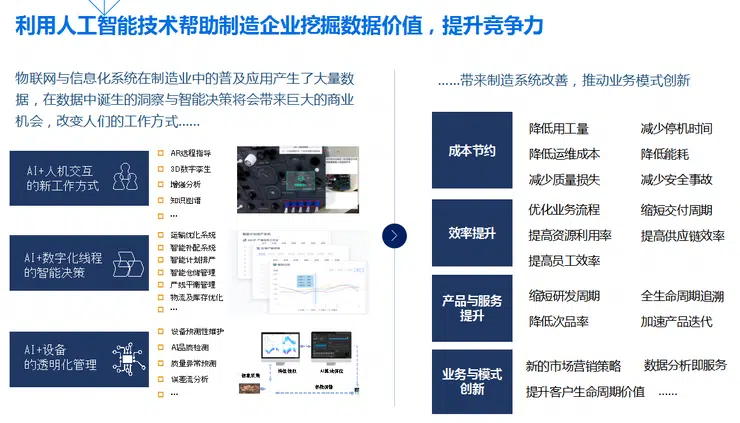 利用人工智能技术帮助制造企业挖掘数据价值，提升竞争力
物联网与信息化系统在制造业中的普及应用产生了大量数
据，在数据中诞生的洞察与智能决策将会带来巨大的商业
机会，改变人们的工作方式......
AI+人机交互
的新工作方式
AR远程指导
3D数字孪生
增强分析
知识图谱
...
AI+数字化线程
的智能决策
运输优化系统
智能补配系统
智能计划排产
智能仓储管理
产线平衡管理
物流及库存优化
...
AI+设备
的透明化管理
设备预测性维护
AI品质检测
质量异常预测
误差流分析
...
......带来制造系统改善，推动业务模式创新
成本节约
降低用工量
减少停机时间
降低运维成本
降低能耗
减少质量损失
减少安全事故
效率提升
优化业务流程
缩短交付周期
提高资源利用率
提高供应链效率
提高员工效率
产品与服务
提升
缩短研发周期
全生命周期追溯
降低次品率
加速产品迭代
业务与模式
创新
新的市场营销策略
数据分析即服务
提升客户生命周期价值
......